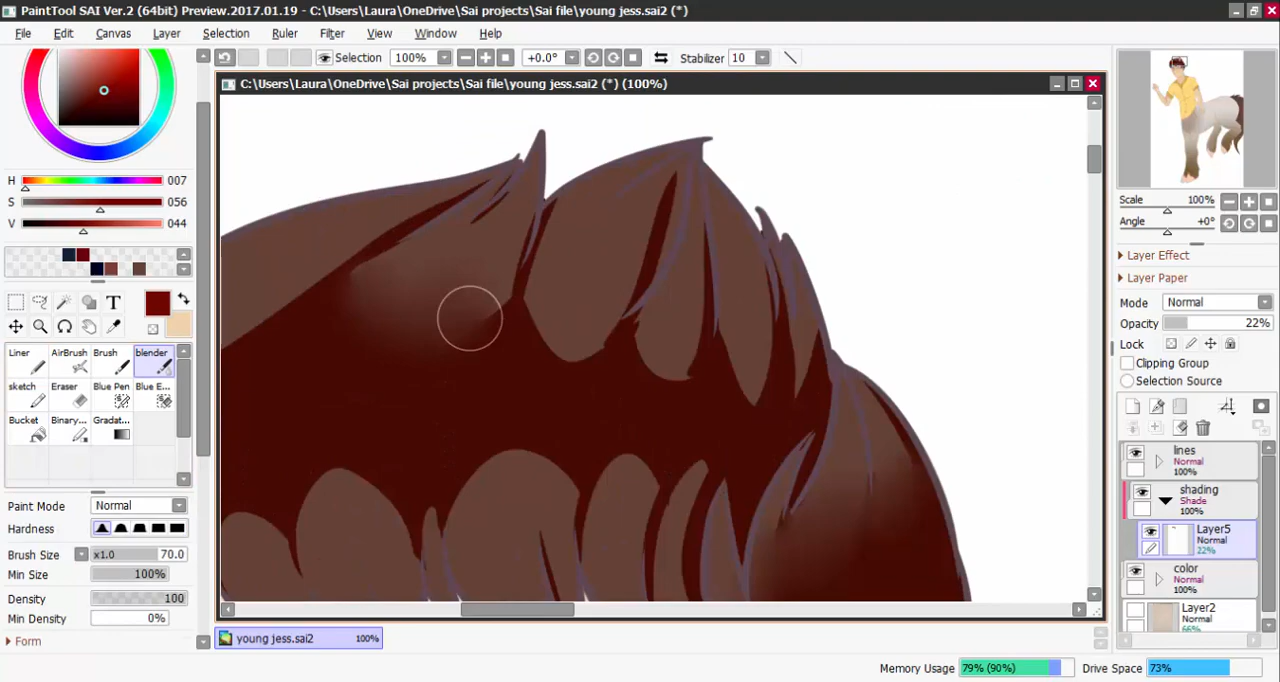 PaintTool SAI Ver.2 (64bit) Preview.2017.01.19 - C:\Users\Laura\OneDrive\Sai projects\Sai file\young jess.sai2 (*)
File Edit Canvas Layer Selection Ruler Filter View Window Help
Selection 100% +0.0° Stabilizer 10
C:\Users\Laura\OneDrive\Sai projects\Sai file\young jess.sai2 (*) (100%)
H 007
S 056
V 044
T
Liner AirBrush Brush blender
sketch Eraser Blue Pen Blue E...
Bucket Binary... Gradat...
Paint Mode Normal
Hardness
Brush Size x1.0 70.0
Min Size 100%
Density 100
Min Density 0%
Form
young jess.sai2 100%
Scale 100%
Angle +0°
Layer Effect
Layer Paper
Mode Normal
Opacity 22%
Lock
Clipping Group
Selection Source
lines
Normal
100%
shading
Shade
100%
Layer5
Normal
22%
color
Normal
100%
Layer2
Normal
66%
Memory Usage 79% (90%) Drive Space 73%